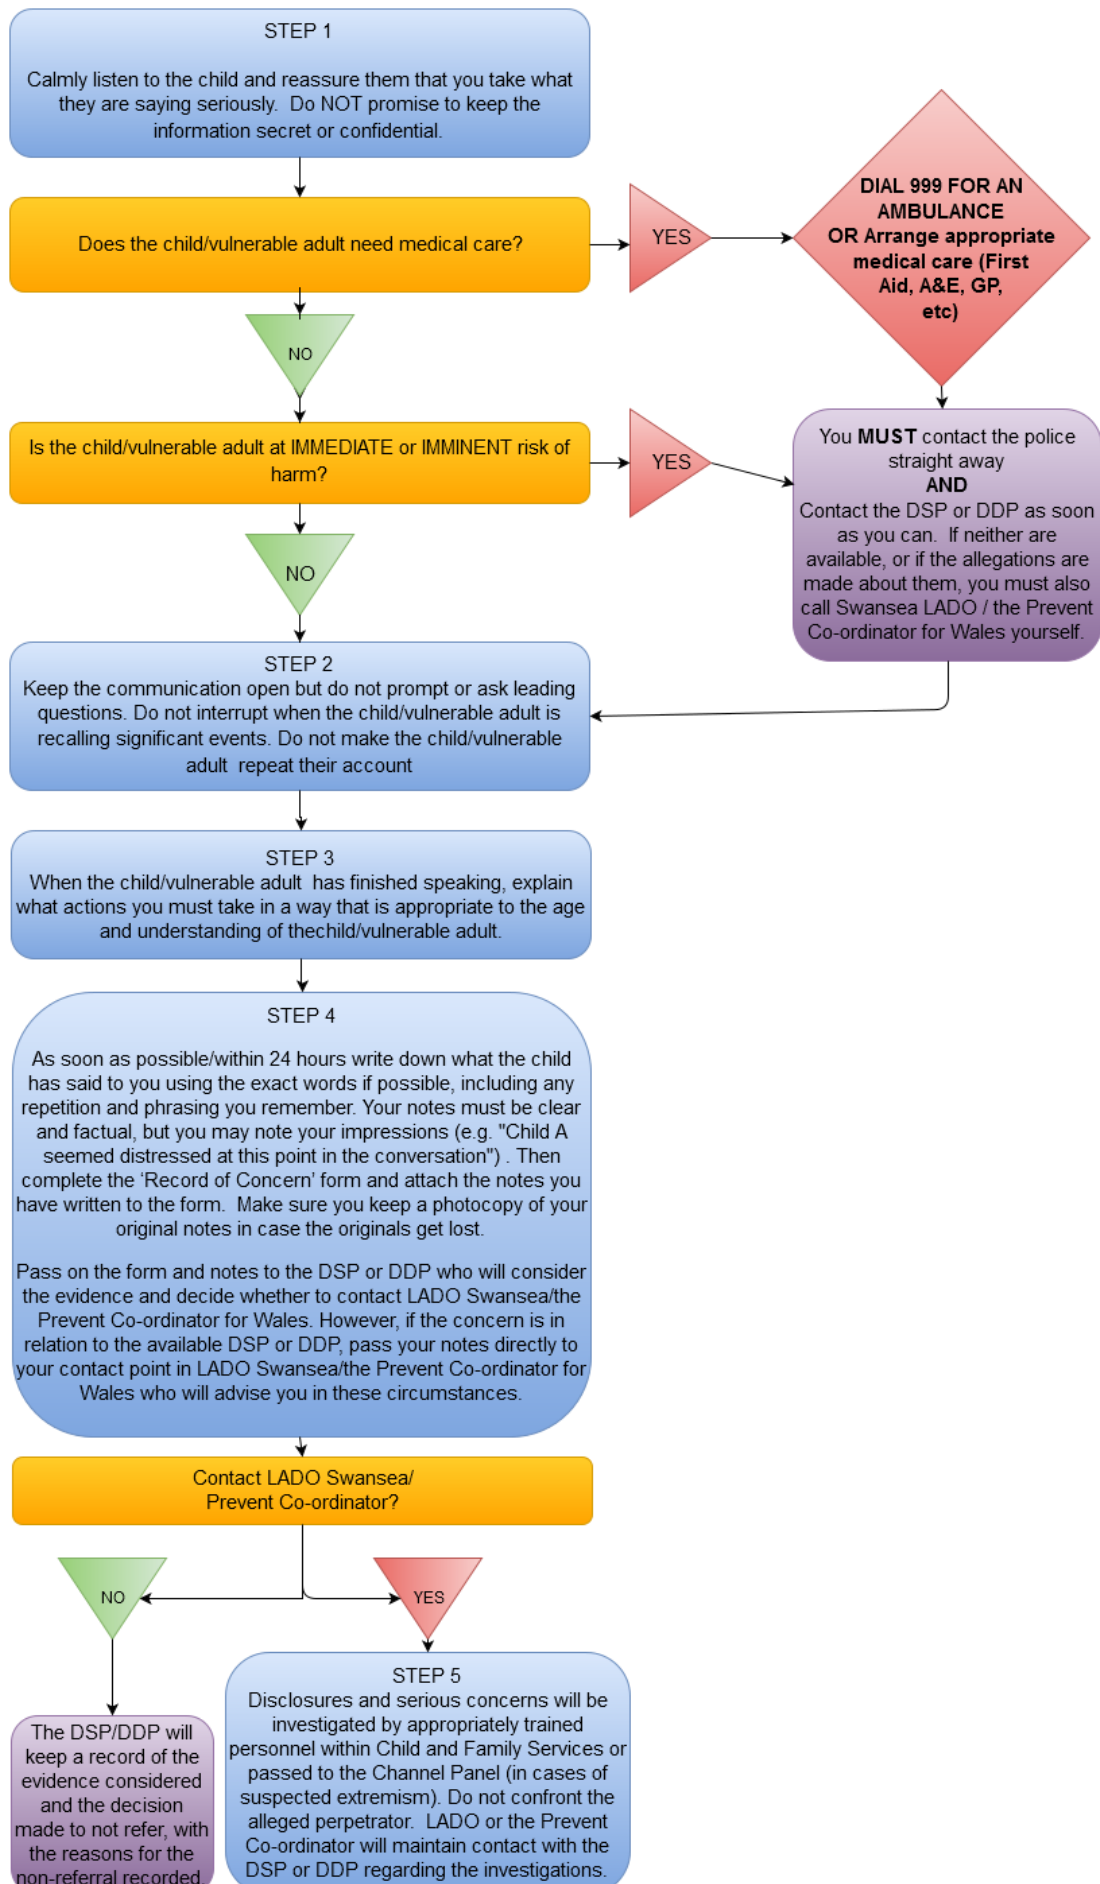 STEP 1
Calmly listen to the child and reassure them that you take what
they are saying seriously.  Do NOT promise to keep the
information secret or confidential.
Does the child/vulnerable adult need medical care?
YES
DIAL 999 FOR AN
AMBULANCE
OR Arrange appropriate
medical care (First
Aid, A&E, GP,
etc)
NO
Is the child/vulnerable adult at IMMEDIATE or IMMINENT risk of
harm?
YES
You MUST contact the police
straight away
AND
Contact the DSP or DDP as soon
as you can.  If neither are
available, or if the allegations are
made about them, you must also
call Swansea LADO / the Prevent
Co-ordinator for Wales yourself.
NO
STEP 2
Keep the communication open but do not prompt or ask leading
questions. Do not interrupt when the child/vulnerable adult is
recalling significant events. Do not make the child/vulnerable
adult  repeat their account
STEP 3
When the child/vulnerable adult  has finished speaking, explain
what actions you must take in a way that is appropriate to the age
and understanding of thechild/vulnerable adult.
STEP 4
As soon as possible/within 24 hours write down what the child
has said to you using the exact words if possible, including any
repetition and phrasing you remember. Your notes must be clear
and factual, but you may note your impressions (e.g. "Child A
seemed distressed at this point in the conversation") . Then
complete the ‘Record of Concern’ form and attach the notes you
have written to the form.  Make sure you keep a photocopy of your
original notes in case the originals get lost.
Pass on the form and notes to the DSP or DDP who will consider
the evidence and decide whether to contact LADO Swansea/the
Prevent Co-ordinator for Wales. However, if the concern is in
relation to the available DSP or DDP, pass your notes directly to
your contact point in LADO Swansea/the Prevent Co-ordinator for
Wales who will advise you in these circumstances.
Contact LADO Swansea/
Prevent Co-ordinator?
NO
YES
The DSP/DDP will
keep a record of the
evidence considered
and the decision
made to not refer, with
the reasons for the
non-referral recorded.
STEP 5
Disclosures and serious concerns will be
investigated by appropriately trained
personnel within Child and Family Services or
passed to the Channel Panel (in cases of
suspected extremism). Do not confront the
alleged perpetrator.  LADO or the Prevent
Co-ordinator will maintain contact with the
DSP or DDP regarding the investigations.